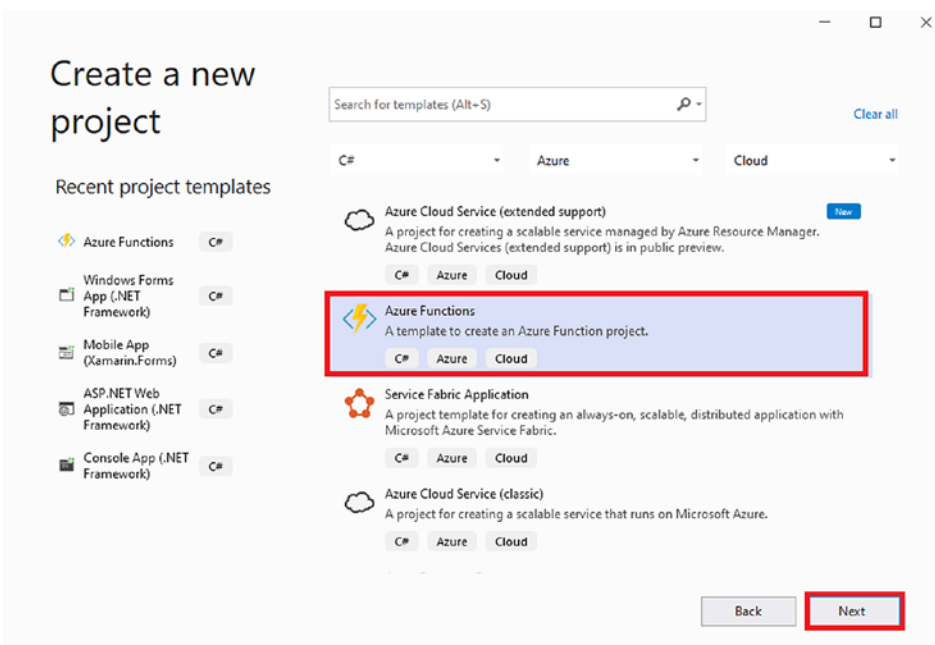 Create a new
project
Recent project templates
Azure Functions C#
Windows Forms
App (.NET
Framework) C#
Mobile App
(Xamarin.Forms) C#
ASP.NET Web
Application (.NET
Framework) C#
Console App (.NET
Framework) C#
Search for templates (Alt+S)
Clear all
C# Azure Cloud
Azure Cloud Service (extended support) New
A project for creating a scalable service managed by Azure Resource Manager.
Azure Cloud Services (extended support) is in public preview.
C# Azure Cloud
Azure Functions
A template to create an Azure Function project.
C# Azure Cloud
Service Fabric Application
A project template for creating an always-on, scalable, distributed application with
Microsoft Azure Service Fabric.
C# Azure Cloud
Azure Cloud Service (classic)
A project for creating a scalable service that runs on Microsoft Azure.
C# Azure Cloud
Back Next